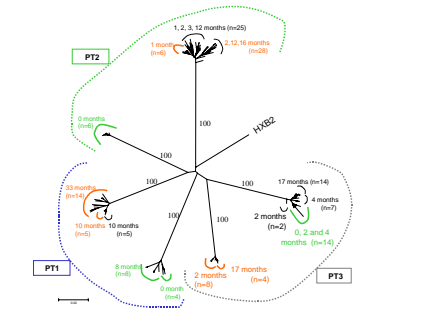 1, 2, 3, 12 months (n=25)
1 month
(n=6)
2,12,16 months
(n=28)
PT2
0 months
(n=6)
100
HXB2
100
100
100
100
100
33 months
(n=14)
10 months
(n=5)
10 months
(n=5)
17 months (n=14)
4 months
(n=7)
2 months
(n=2)
0, 2 and 4
months (n=14)
PT1
8 months
(n=8)
0 month
(n=4)
2 months
(n=8)
17 months
(n=4)
PT3